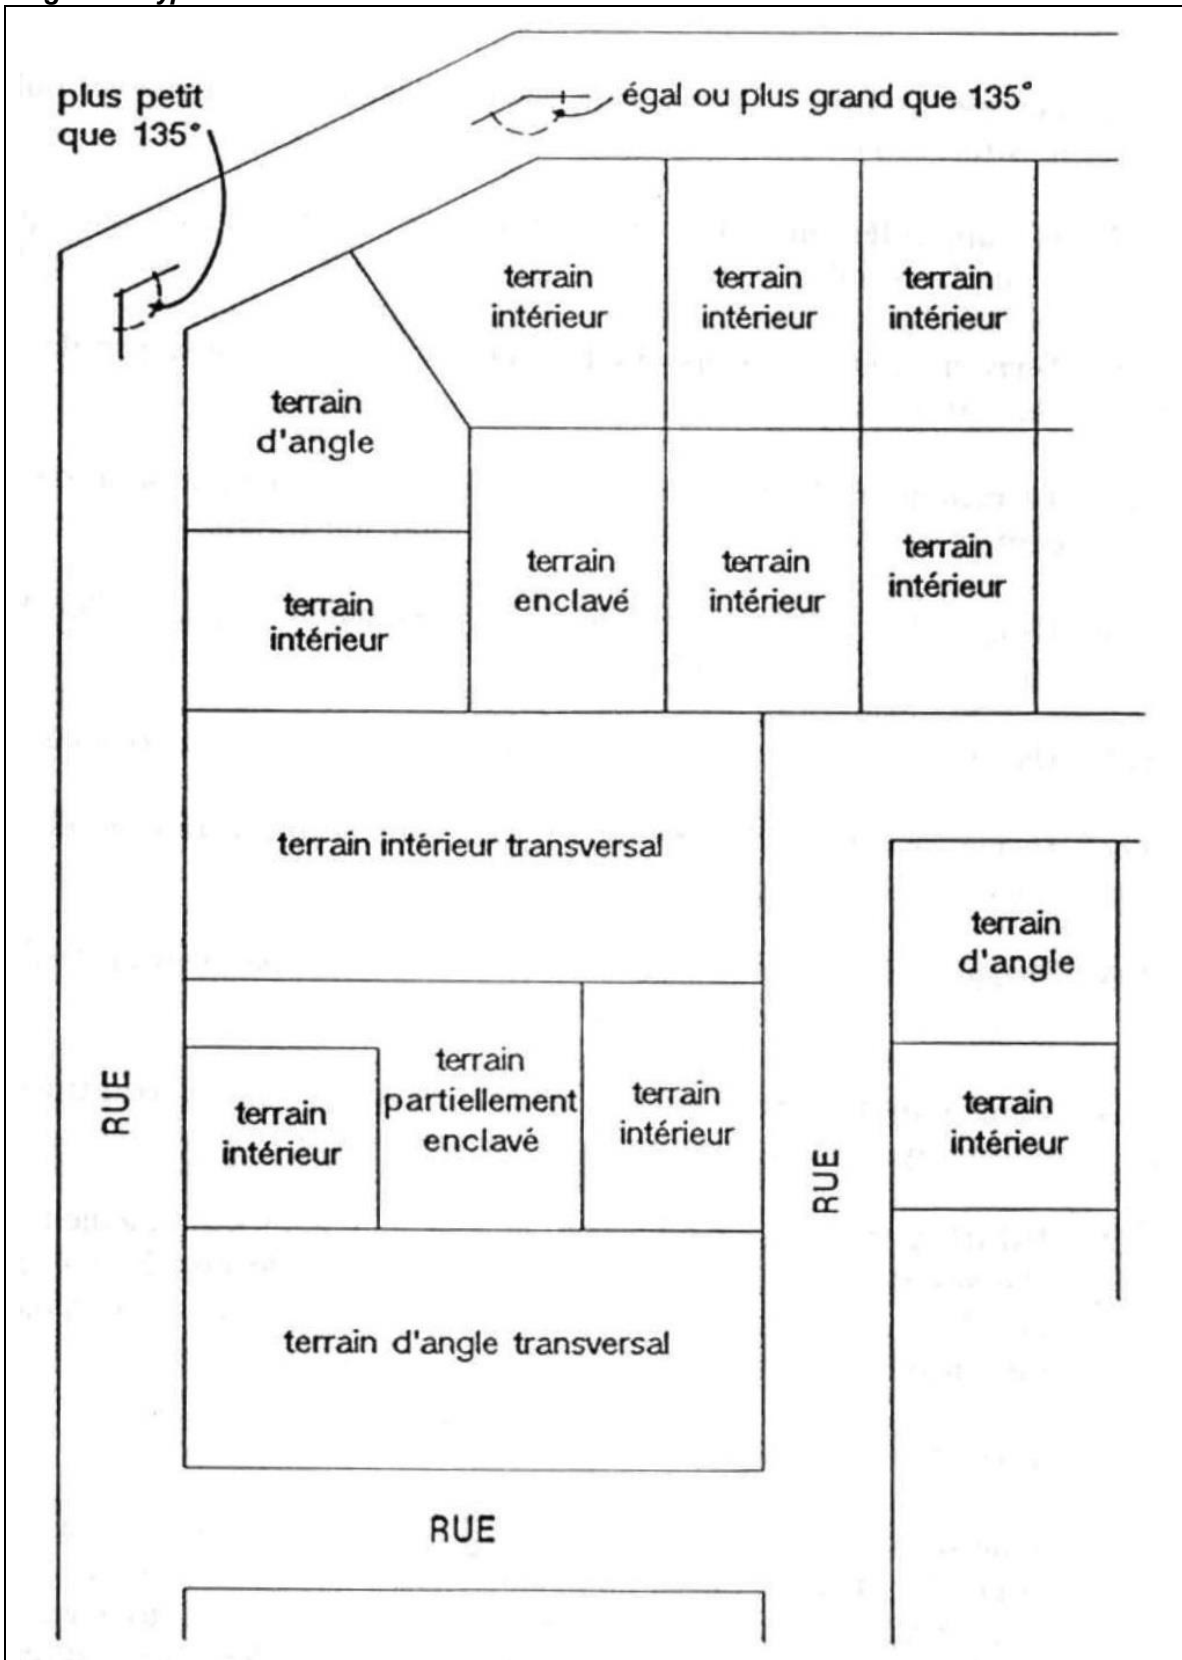 plus petit
que 135°
égal ou plus grand que 135°
terrain
intérieur
terrain
intérieur
terrain
intérieur
terrain
d'angle
terrain
intérieur
terrain
enclavé
terrain
intérieur
terrain
intérieur
terrain intérieur transversal
terrain
d'angle
RUE
terrain
intérieur
terrain
partiellement
enclavé
terrain
intérieur
RUE
terrain
intérieur
terrain d'angle transversal
RUE